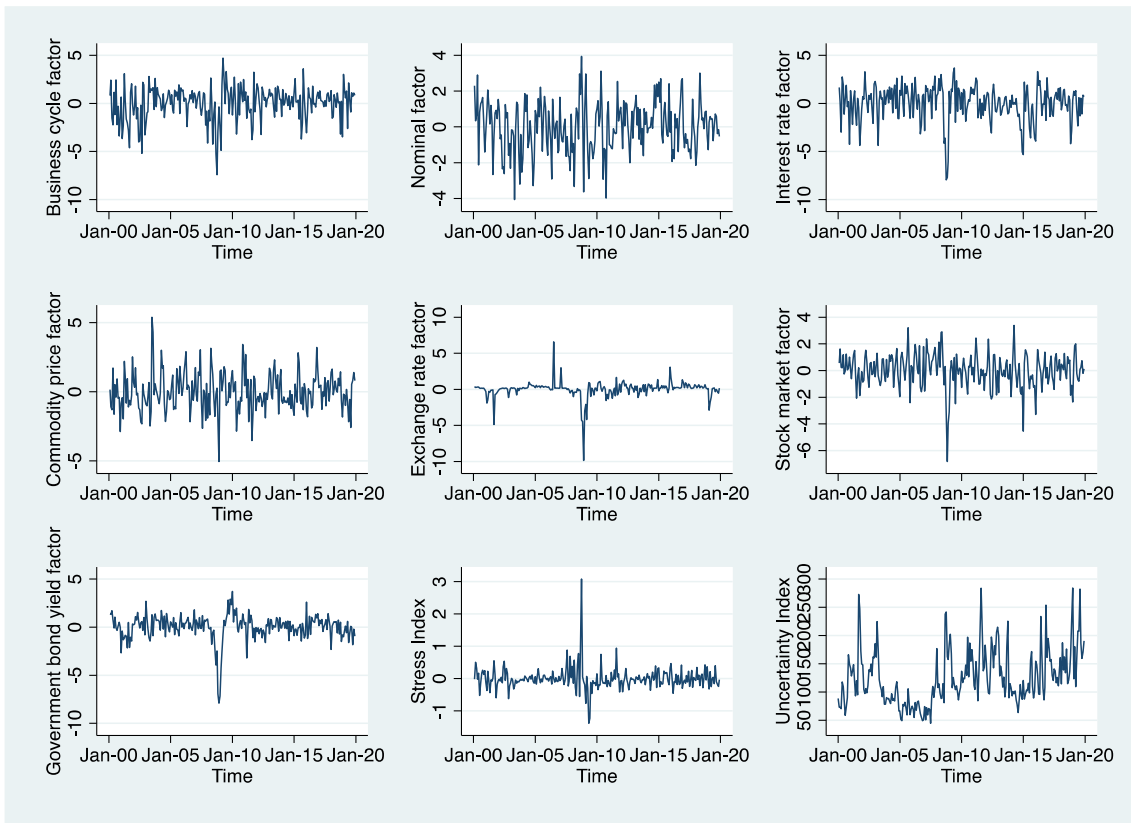 Business cycle factor
5
0
-5
-10
Jan-00 Jan-05 Jan-10 Jan-15 Jan-20
Time
Nominal factor
4
2
0
-2
-4
Jan-00 Jan-05 Jan-10 Jan-15 Jan-20
Time
Interest rate factor
5
0
-5
-10
Jan-00 Jan-05 Jan-10 Jan-15 Jan-20
Time
Commodity price factor
5
0
-5
Jan-00 Jan-05 Jan-10 Jan-15 Jan-20
Time
Exchange rate factor
10
5
0
-5
-10
Jan-00 Jan-05 Jan-10 Jan-15 Jan-20
Time
Stock market factor
4
2
0
-2
-4
-6
Jan-00 Jan-05 Jan-10 Jan-15 Jan-20
Time
Government bond yield factor
5
0
-5
-10
Jan-00 Jan-05 Jan-10 Jan-15 Jan-20
Time
Stress Index
3
2
1
0
-1
Jan-00 Jan-05 Jan-10 Jan-15 Jan-20
Time
Uncertainty Index
50 100 150 200 250 300
Jan-00 Jan-05 Jan-10 Jan-15 Jan-20
Time